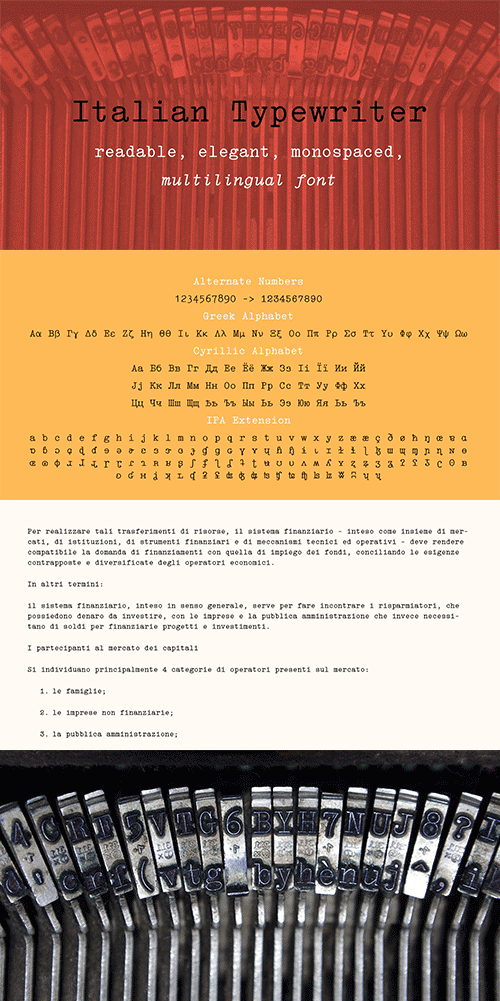 Italian Typewriter
readable, elegant, monospaced,
multilingual font
Alternate Numbers
1234567890 -> 1234567890
Greek Alphabet
Αα Ββ Γγ Δδ Εε Ζζ Ηη Θθ Ιι Κκ Λλ Μμ Νν Ξξ Οο Ππ Ρρ Σσ Ττ Υυ Φφ Χχ Ψψ Ωω
Cyrillic Alphabet
Аа Бб Вв Гг Дд Ее Ёё Жж Зз Іі Її Ии Йй
Јј Кк Лл Мм Нн Оо Пп Рр Сс Тт Уу Фф Хх
Цц Чч Шш Щщ Ъъ Ыы Ээ Юю Яя
IPA Extension
a b c d e f g h i j k l m n o p q r s t u v w x y z
Per realizzare tali trasferimenti di risorse, il sistema finanziario - inteso come insieme di mer-
cati, di istituzioni, di strumenti finanziari e di meccanismi tecnici ed operativi - deve rendere
compatibile la domanda di finanziamenti con quella di impiego dei fondi, conciliando le esigenze
contrapposte e diversificate degli operatori economici.
In altri termini:
il sistema finanziario, inteso in senso generale, serve per fare incontrare i risparmiatori, che
possiedono denaro da investire, con le imprese e la pubblica amministrazione che invece necessi-
tano di soldi per finanziarie progetti e investimenti.
I partecipanti al mercato dei capitali
Si individuano principalmente 4 categorie di operatori presenti sul mercato:
1. le famiglie;
2. le imprese non finanziarie;
3. la pubblica amministrazione;
4 C R F 5 V T G 6 B Y H 7 N U J 8 ?
d ' c r f ( v t g b y h è n u j ^ , i